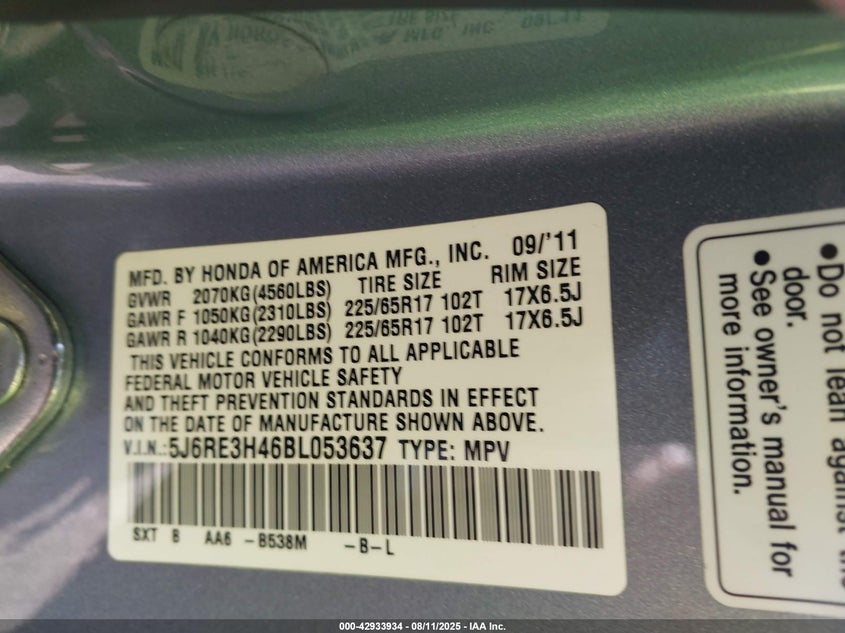 MFD. BY HONDA OF AMERICA MFG., INC. 09/'11
GVWR 2070KG(4560LBS) TIRE SIZE RIM SIZE
GAWR F 1050KG(2310LBS) 225/65R17 102T 17X6.5J
GAWR R 1040KG(2290LBS) 225/65R17 102T 17X6.5J
THIS VEHICLE CONFORMS TO ALL APPLICABLE
FEDERAL MOTOR VEHICLE SAFETY
AND THEFT PREVENTION STANDARDS IN EFFECT
ON THE DATE OF MANUFACTURE SHOWN ABOVE.
V.I.N.:5J6RE3H46BL053637 TYPE: MPV
SXT B AA6 -B538M -B-L
•Do not lean against the
door.
•See owner's manual for
more information.
000-42933934 - 08/11/2025 - IAA Inc.